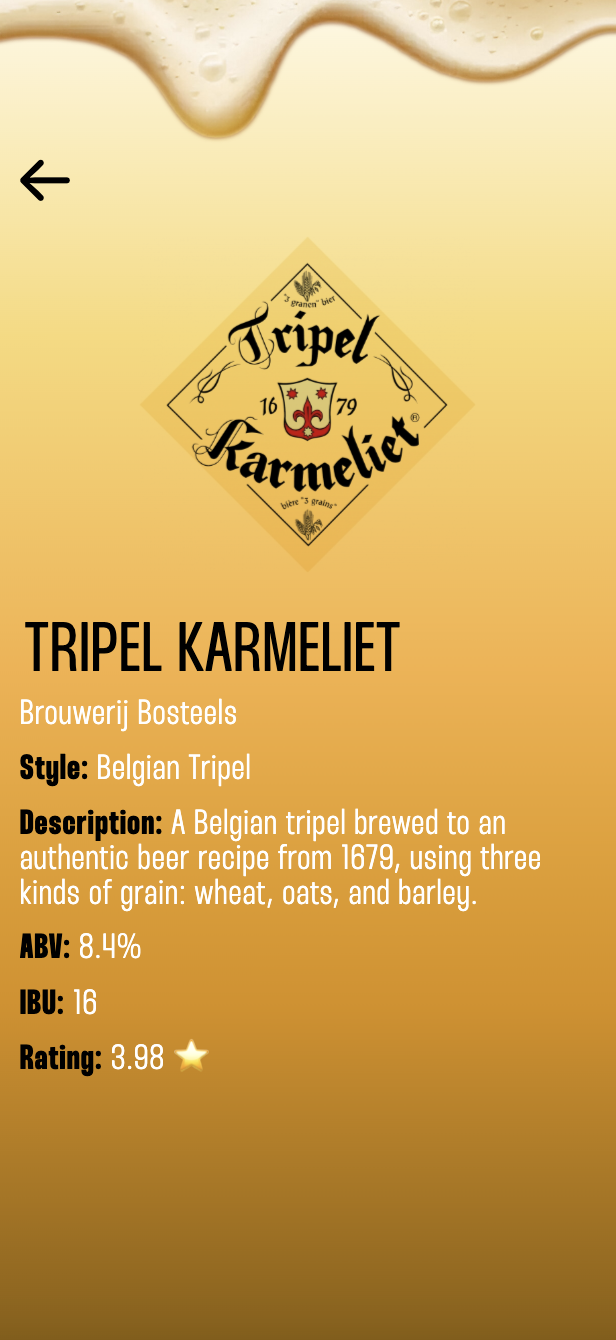 "3 granen" bier
Tripel
16 79
Karmeliet®
bière "3 grains"
TRIPEL KARMELIET
Brouwerij Bosteels
Style: Belgian Tripel
Description: A Belgian tripel brewed to an
authentic beer recipe from 1679, using three
kinds of grain: wheat, oats, and barley.
ABV: 8.4%
IBU: 16
Rating: 3.98 ⭐